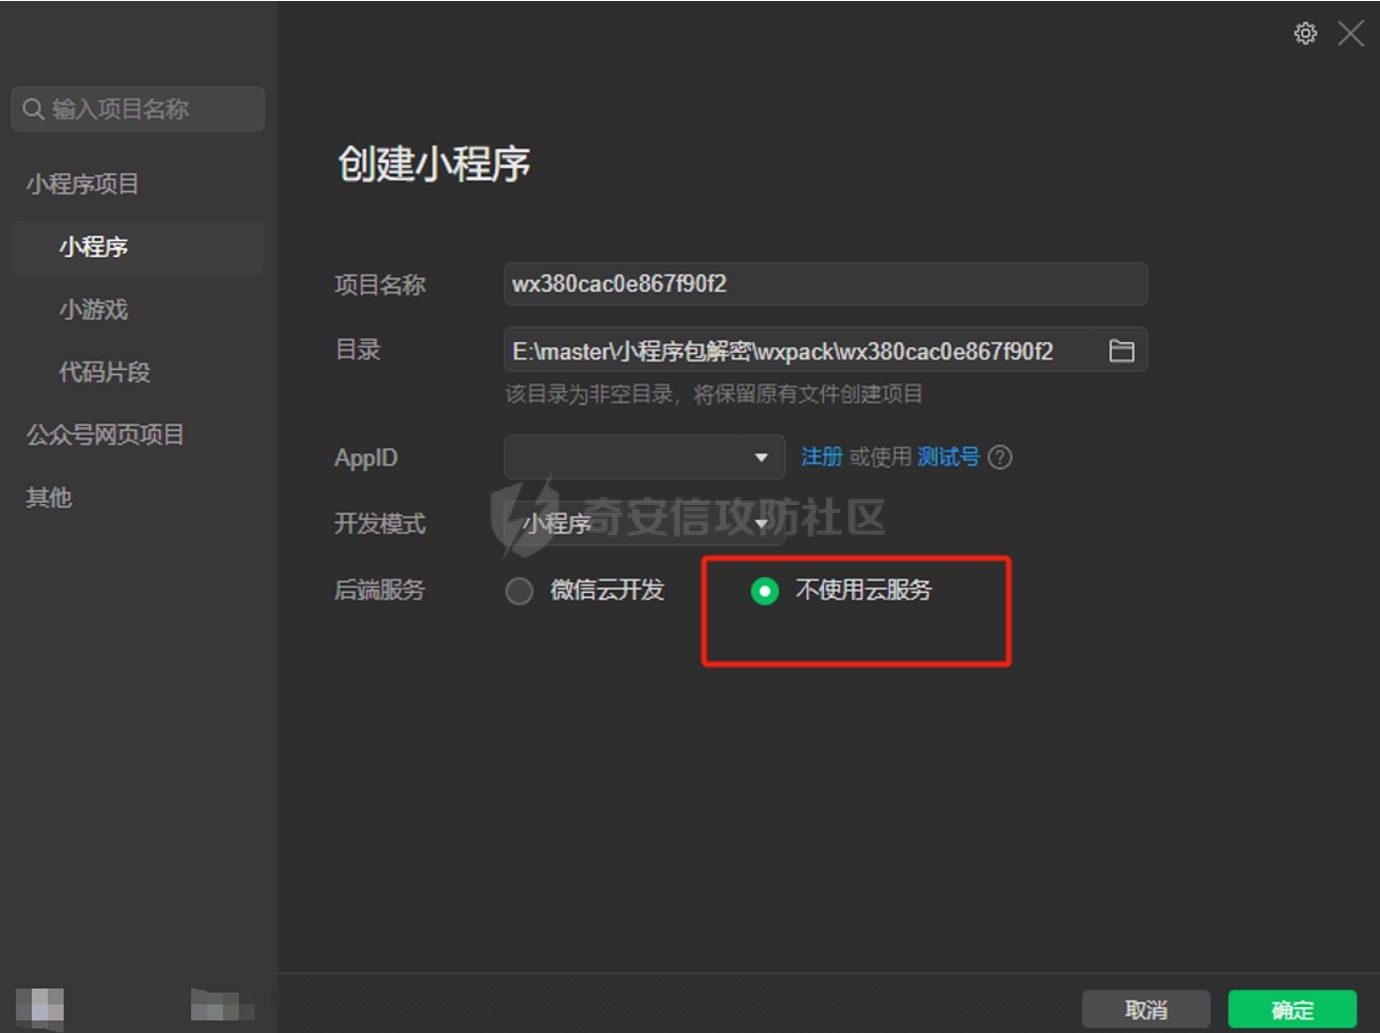 输入项目名称
小程序项目
小程序
小游戏
代码片段
公众号网页项目
其他
创建小程序
项目名称 wx380cac0e867f90f2
目录 E:\master\小程序包解密\wxpack\wx380cac0e867f90f2
该目录为非空目录，将保留原有文件创建项目
AppID 注册 或使用 测试号 ?
奇安信攻防社区
开发模式 小程序
后端服务 微信云开发 不使用云服务
取消 确定